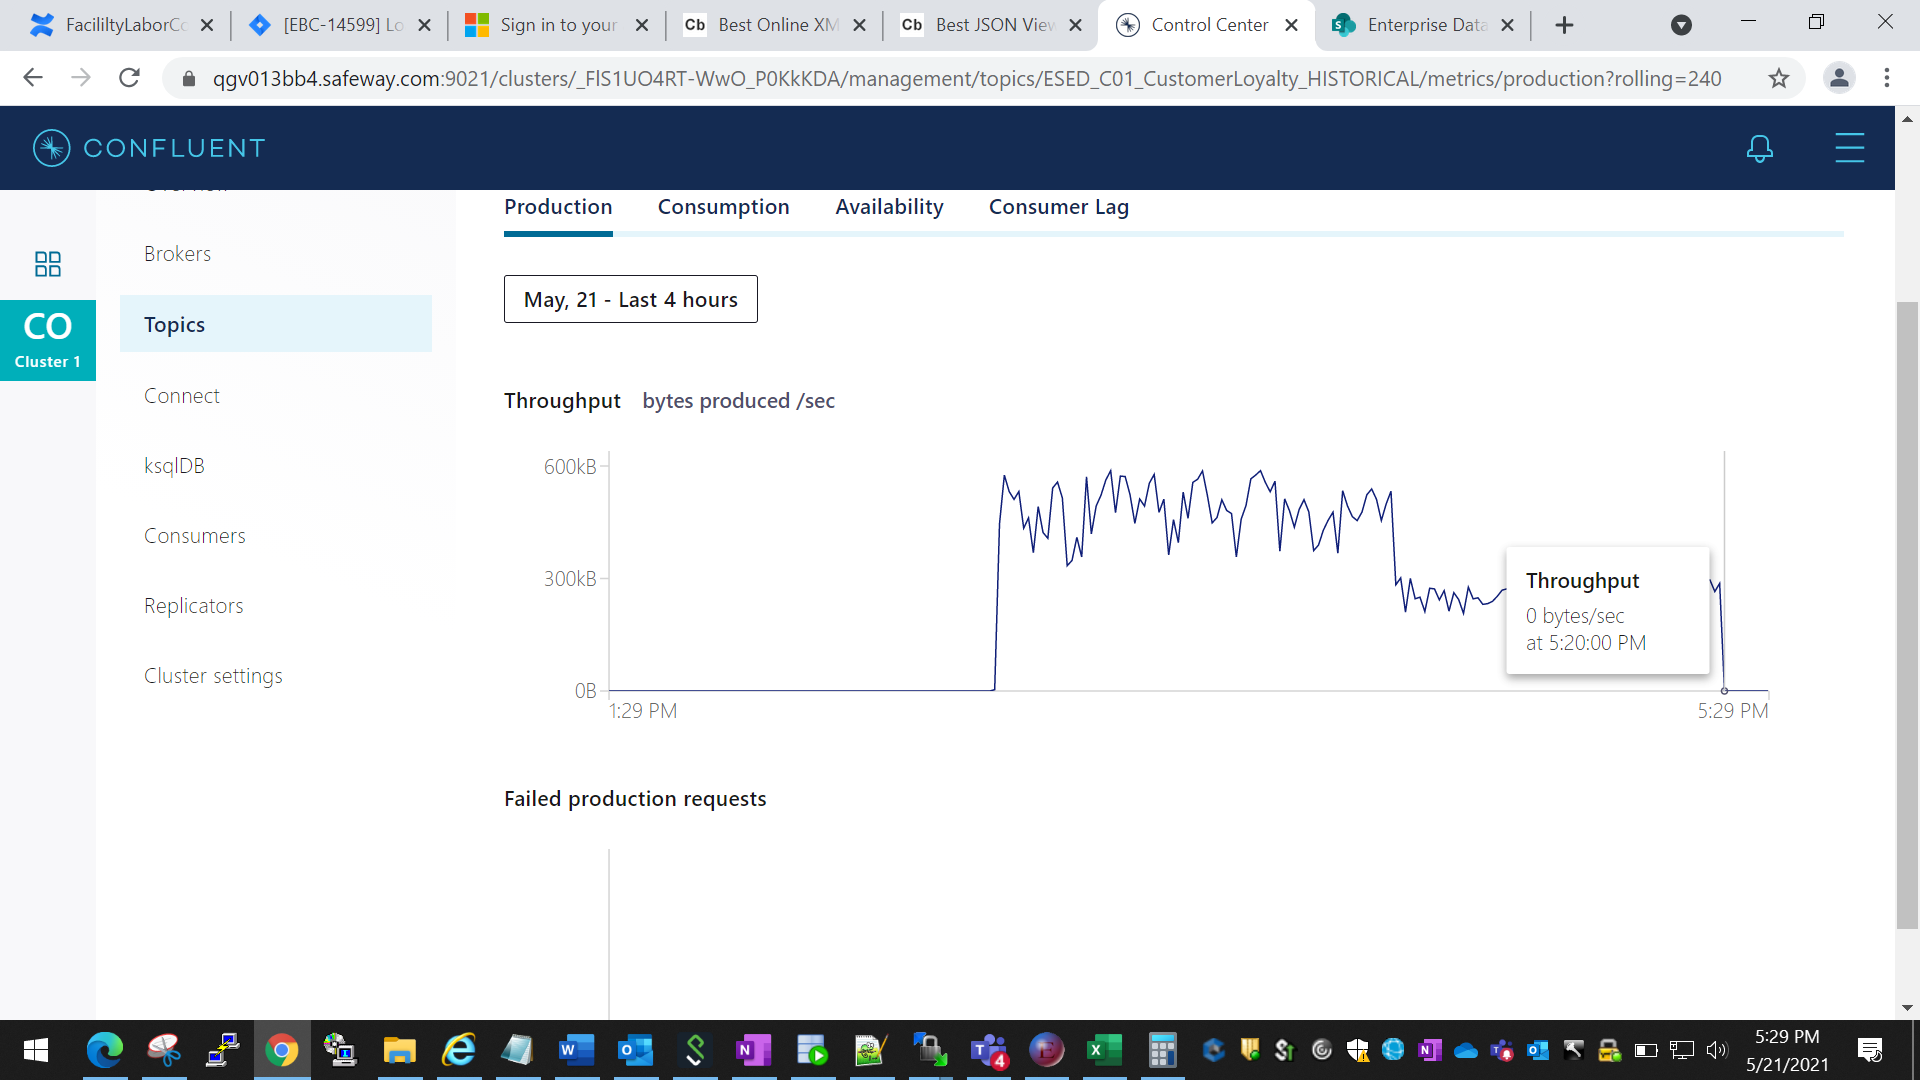 FacililtyLaborCo
[EBC-14599] Lo
Sign in to your
Cb Best Online XM
Cb Best JSON View
Control Center
Enterprise Data
qgv013bb4.safeway.com:9021/clusters/_FlS1UO4RT-WwO_P0KkKDA/management/topics/ESED_C01_CustomerLoyalty_HISTORICAL/metrics/production?rolling=240
CONFLUENT
CO
Cluster 1
Brokers
Topics
Connect
ksqlDB
Consumers
Replicators
Cluster settings
Production
Consumption
Availability
Consumer Lag
May, 21 - Last 4 hours
Throughput bytes produced /sec
600kB
300kB
0B
1:29 PM
5:29 PM
Throughput
0 bytes/sec
at 5:20:00 PM
Failed production requests
4
5:29 PM
5/21/2021